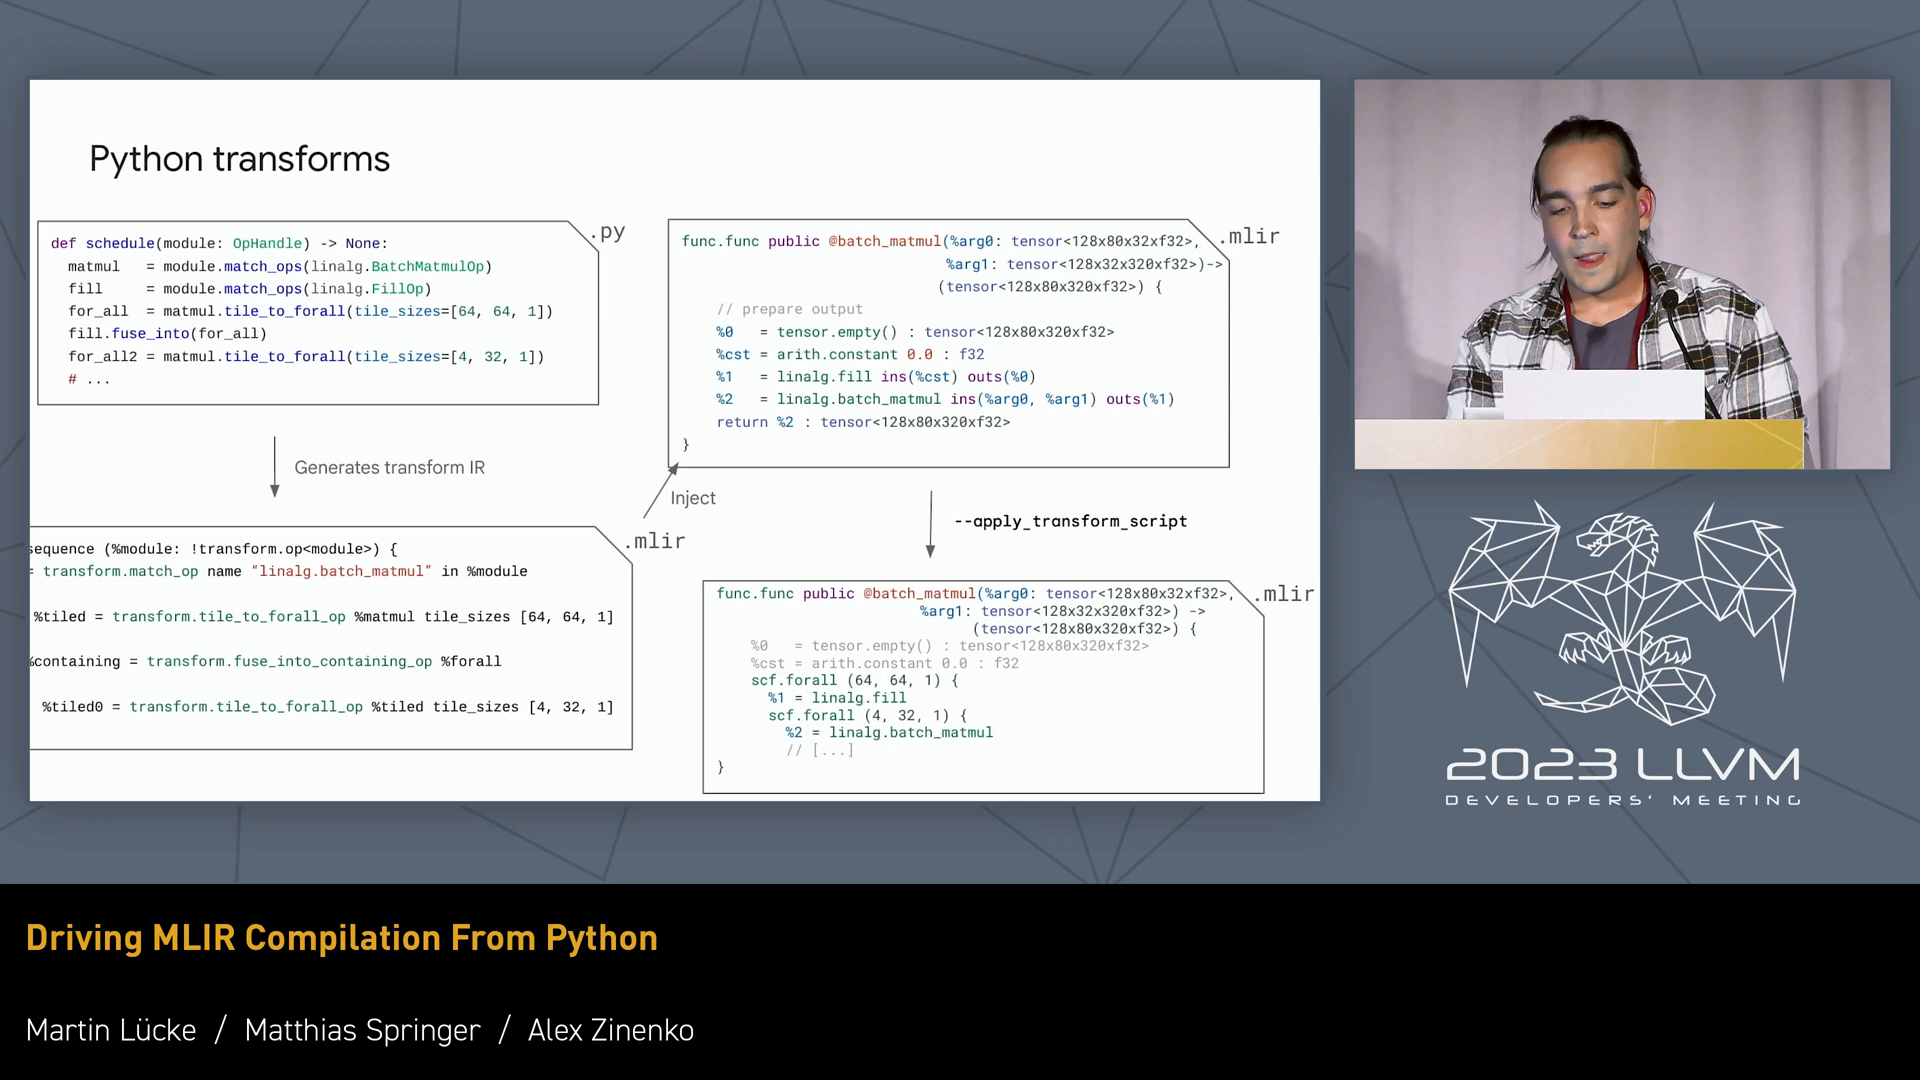 Python transforms
.py
def schedule(module: OpHandle) -> None:
matmul = module.match_ops(linalg.BatchMatmulOp)
fill = module.match_ops(linalg.FillOp)
for_all = matmul.tile_to_forall(tile_sizes=[64, 64, 1])
fill.fuse_into(for_all)
for_all2 = matmul.tile_to_forall(tile_sizes=[4, 32, 1])
# ...
Generates transform IR
.mlir
sequence (%module: !transform.op<module>) {
= transform.match_op name “linalg.batch_matmul” in %module
%tiled = transform.tile_to_forall_op %matmul tile_sizes [64, 64, 1]
%containing = transform.fuse_into_containing_op %forall
%tiled0 = transform.tile_to_forall_op %tiled tile_sizes [4, 32, 1]
Inject
.mlir
func.func public @batch_matmul(%arg0: tensor<128x80x32xf32>,
%arg1: tensor<128x32x320xf32>)->
(tensor<128x80x320xf32>) {
// prepare output
%0 = tensor.empty() : tensor<128x80x320xf32>
%cst = arith.constant 0.0 : f32
%1 = linalg.fill ins(%cst) outs(%0)
%2 = linalg.batch_matmul ins(%arg0, %arg1) outs(%1)
return %2 : tensor<128x80x320xf32>
}
--apply_transform_script
.mlir
func.func public @batch_matmul(%arg0: tensor<128x80x32xf32>,
%arg1: tensor<128x32x320xf32>) ->
(tensor<128x80x320xf32>) {
%0 = tensor.empty() : tensor<128x80x320xf32>
%cst = arith.constant 0.0 : f32
scf.forall (64, 64, 1) {
%1 = linalg.fill
scf.forall (4, 32, 1) {
%2 = linalg.batch_matmul
// [...]
}
2023 LLVM
DEVELOPERS' MEETING
Driving MLIR Compilation From Python
Martin Lücke / Matthias Springer / Alex Zinenko